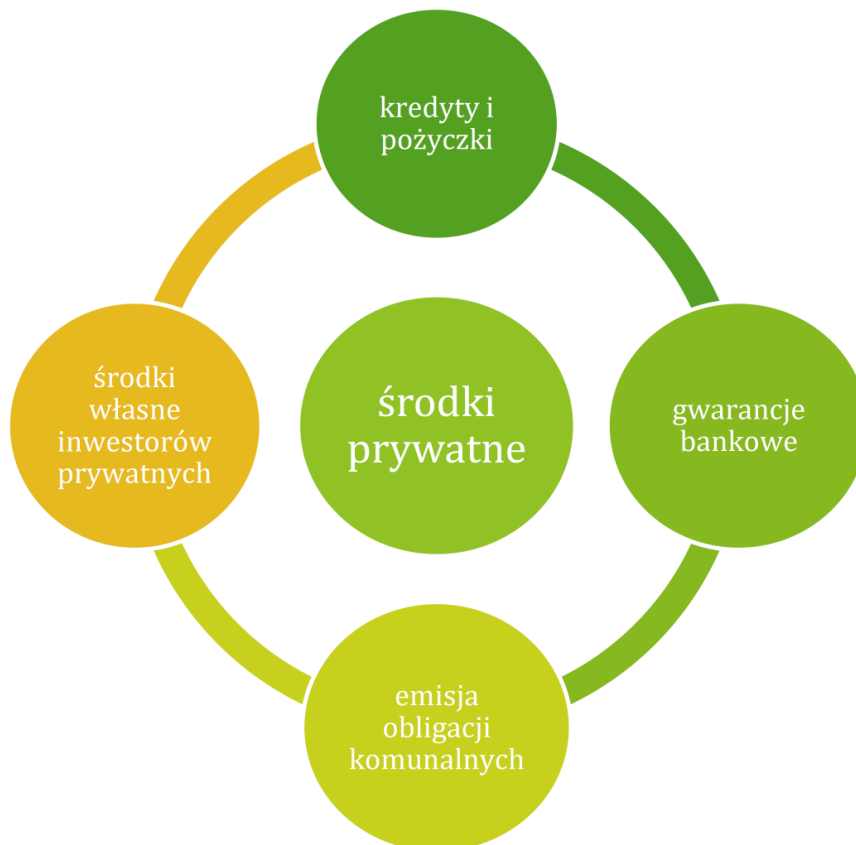 kredyty i
pożyczki
środki
własne
inwestorów
prywatnych
środki
prywatne
gwarancje
bankowe
emisja
obligacji
komunalnych